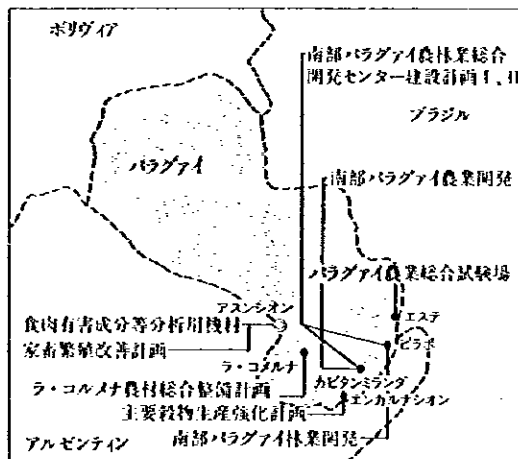 ボリヴィア
南部パラグァイ農林業総合
開発センター建設計画I、II
ブラジル
パラグァイ
南部パラグァイ農業開発
パラグァイ農業総合試験場
アスンシオン
エステ
食肉有害成分等分析用機材
ピラポ
家畜繁殖改善計画
ラ・コメルナ
カピタンミランダ
ラ・コルメナ農村総合整備計画
エンカルナシオン
主要穀物生産強化計画
アルゼンティン
南部パラグァイ林業開発